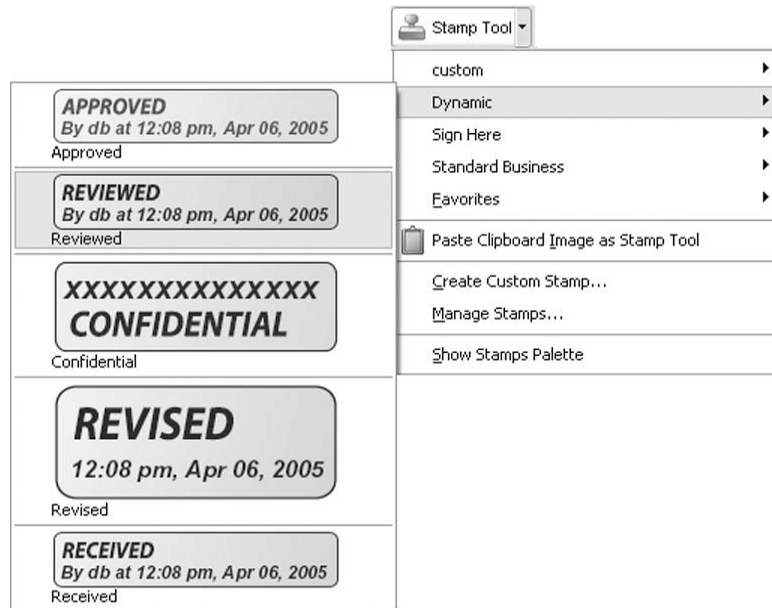 Stamp Tool
custom
Dynamic
Sign Here
Standard Business
Favorites
Paste Clipboard Image as Stamp Tool
Create Custom Stamp...
Manage Stamps...
Show Stamps Palette
APPROVED
By db at 12:08 pm, Apr 06, 2005
Approved
REVIEWED
By db at 12:08 pm, Apr 06, 2005
Reviewed
XXXXXXXXXXXXXX
CONFIDENTIAL
Confidential
REVISED
12:08 pm, Apr 06, 2005
Revised
RECEIVED
By db at 12:08 pm, Apr 06, 2005
Received